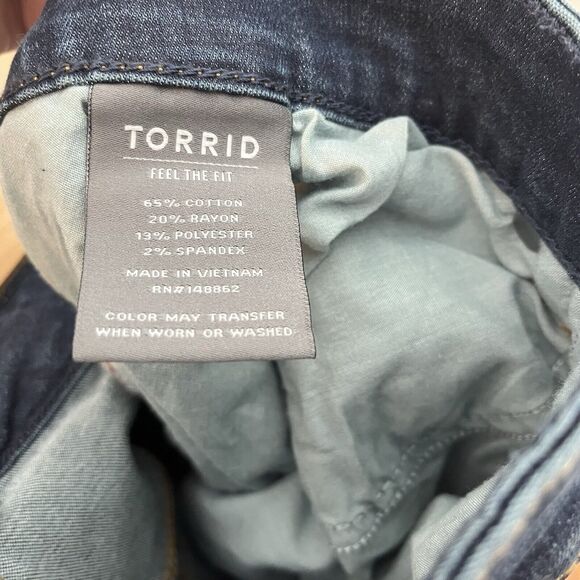 TORRID
FEEL THE FIT
65% COTTON
20% RAYON
13% POLYESTER
2% SPANDEX
MADE IN VIETNAM
RN#148862
COLOR MAY TRANSFER
WHEN WORN OR WASHED